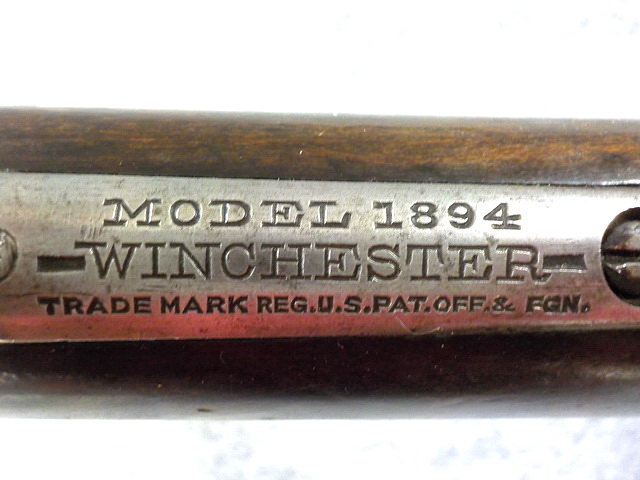 MODEL 1894
-WINCHESTER-
TRADE MARK REG.U.S.PAT.OFF.& FGN.